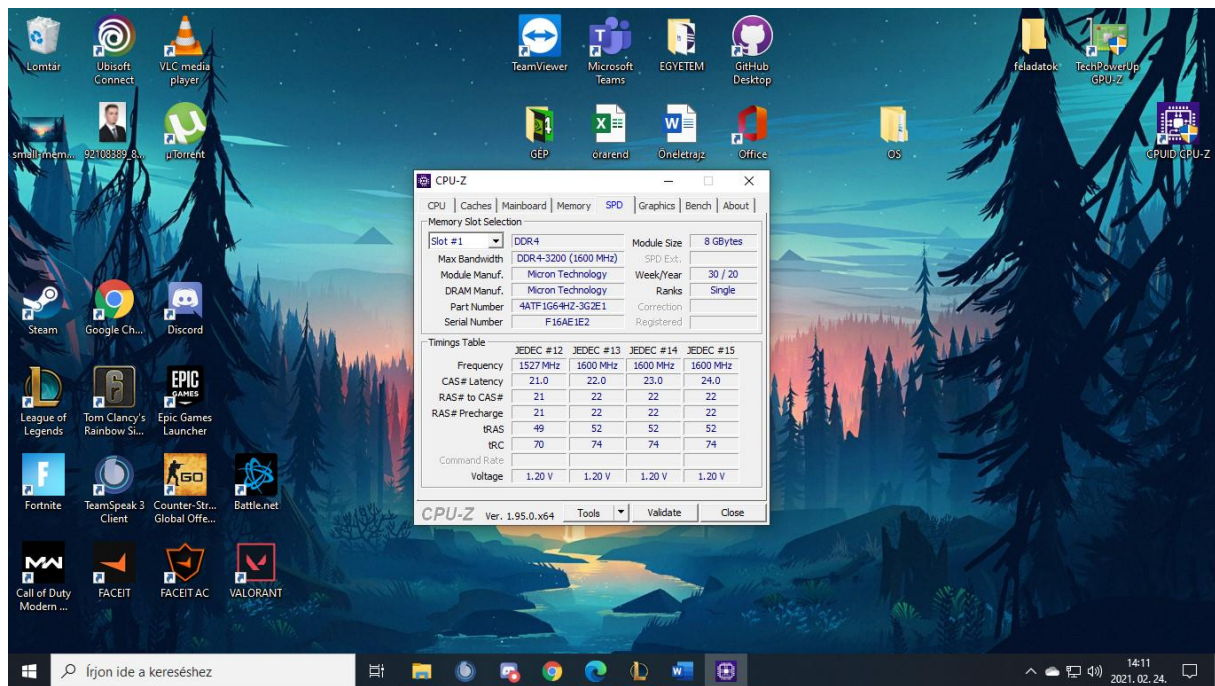 Lomtár
Ubisoft
Connect
VLC media
player
TeamViewer
Microsoft
Teams
EGYETEM
GitHub
Desktop
feladatok
TechPowerUp
GPU-Z
small-mem...
92108389_8...
µTorrent
GÉP
órarend
Önéletrajz
Office
OS
CPUID CPU-Z
Steam
Google Ch...
Discord
League of
Legends
Tom Clancy's
Rainbow Si...
EPIC
GAMES
Epic Games
Launcher
Fortnite
TeamSpeak 3
Client
GO
Counter-Str...
Global Offe...
Battle.net
MW
Call of Duty
Modern ...
FACEIT
FACEIT AC
VALORANT
CPU-Z
CPU Caches Mainboard Memory SPD Graphics Bench About
Memory Slot Selection
Slot #1 DDR4 Module Size 8 GBytes
Max Bandwidth DDR4-3200 (1600 MHz) SPD Ext.
Module Manuf. Micron Technology Week/Year 30 / 20
DRAM Manuf. Micron Technology Ranks Single
Part Number 4ATF1G64HZ-3G2E1 Correction
Serial Number F16AE1E2 Registered
Timings Table
JEDEC #12 JEDEC #13 JEDEC #14 JEDEC #15
Frequency 1527 MHz 1600 MHz 1600 MHz 1600 MHz
CAS# Latency 21.0 22.0 23.0 24.0
RAS# to CAS# 21 22 22 22
RAS# Precharge 21 22 22 22
tRAS 49 52 52 52
tRC 70 74 74 74
Command Rate
Voltage 1.20 V 1.20 V 1.20 V 1.20 V
CPU-Z Ver. 1.95.0.x64 Tools Validate Close
Írjon ide a kereséshez
14:11
2021. 02. 24.